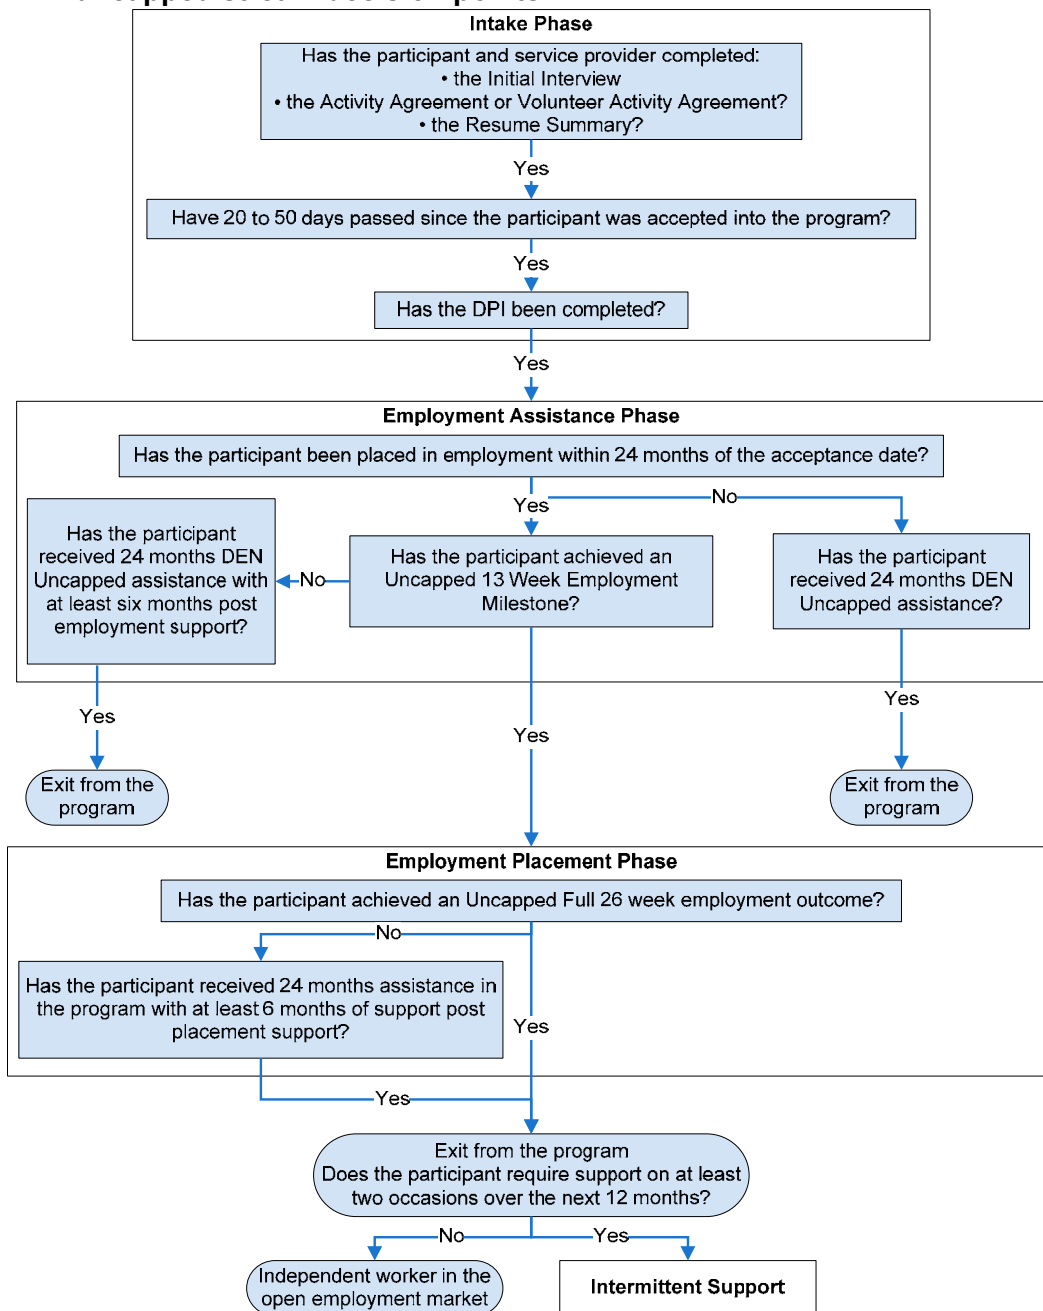 Intake Phase
Has the participant and service provider completed:
• the Initial Interview
• the Activity Agreement or Volunteer Activity Agreement?
• the Resume Summary?
Yes
Have 20 to 50 days passed since the participant was accepted into the program?
Yes
Has the DPI been completed?
Yes
Employment Assistance Phase
Has the participant been placed in employment within 24 months of the acceptance date?
Yes
No
Has the participant
received 24 months DEN
Uncapped assistance with
at least six months post
employment support?
No
Has the participant achieved an
Uncapped 13 Week Employment
Milestone?
Has the participant
received 24 months DEN
Uncapped assistance?
Yes
Yes
Yes
Exit from the
program
Exit from the
program
Employment Placement Phase
Has the participant achieved an Uncapped Full 26 week employment outcome?
No
Has the participant received 24 months assistance in
the program with at least 6 months of support post
placement support?
Yes
Yes
Exit from the program
Does the participant require support on at least
two occasions over the next 12 months?
No
Yes
Independent worker in the
open employment market
Intermittent Support